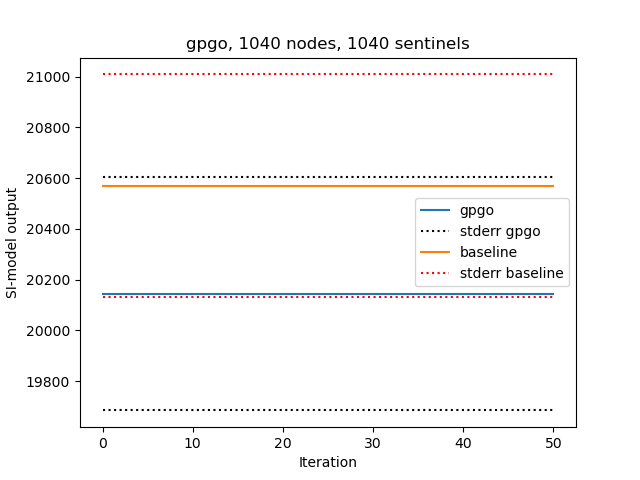 gpgo, 1040 nodes, 1040 sentinels
21000
20800
20600
20400
20200
20000
19800
SI-model output
gpgo
stderr gpgo
baseline
stderr baseline
0 10 20 30 40 50
Iteration